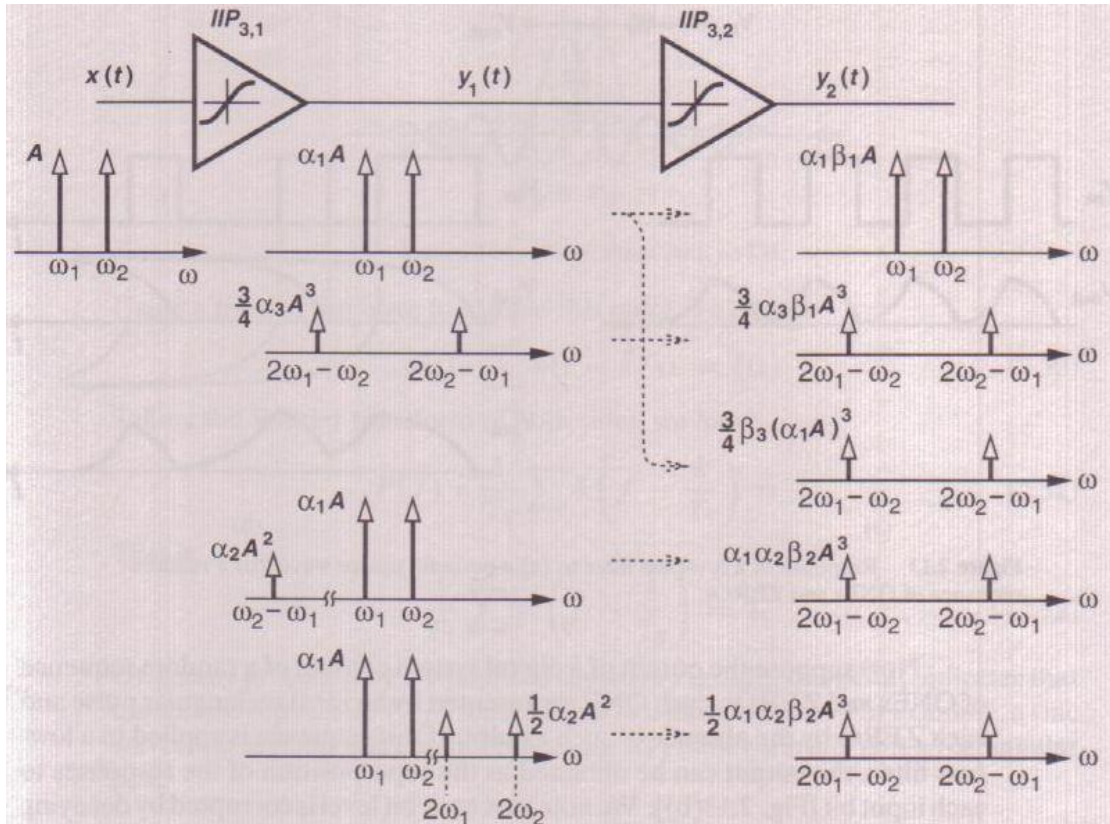 IIP3,1
IIP3,2
x(t)
y1(t)
y2(t)
A
ω1 ω2 ω
α1A
ω1 ω2 ω
α1β1A
ω1 ω2 ω
3/4 α3A³
2ω1−ω2 2ω2−ω1 ω
3/4 α3β1A³
2ω1−ω2 2ω2−ω1 ω
3/4 β3(α1A)³
2ω1−ω2 2ω2−ω1 ω
α2A²
α1A
ω2−ω1 ω1 ω2 ω
α1α2β2A³
2ω1−ω2 2ω2−ω1 ω
α1A
1/2 α2A²
ω1 ω2 2ω1 2ω2 ω
1/2 α1α2β2A³
2ω1−ω2 2ω2−ω1 ω